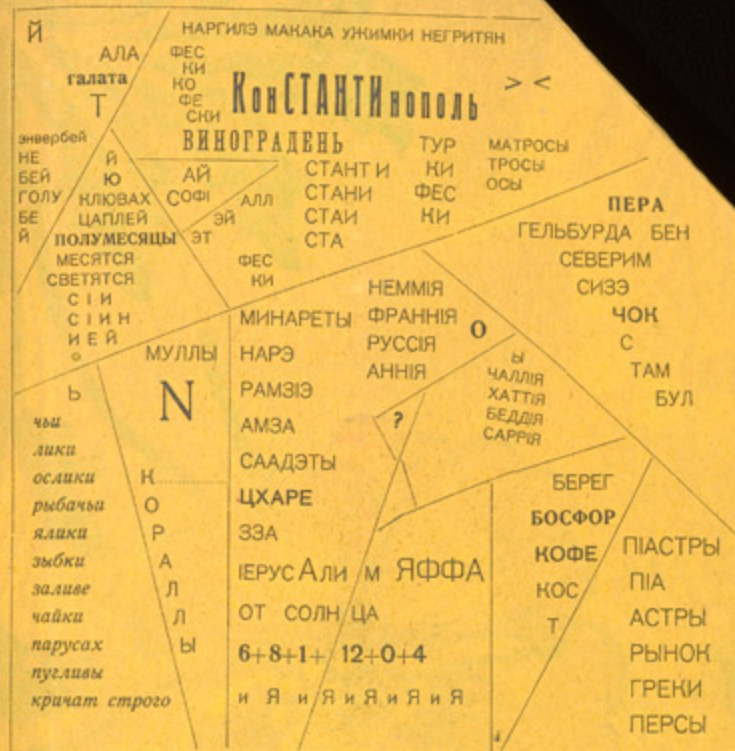 Й
АЛА
галата
Т
энвербей
НЕ
БЕЙ
ГОЛУ
БЕ
Й
Й
Ю
КЛЮВАХ
ЦАПЛЕЙ
ПОЛУМЕСЯЦЫ
МЕСЯТСЯ
СВЕТЯТСЯ
С І И
С І И Н
И Е Й
о
Ь
НАРГИЛЭ МАКАКА УЖИМКИ НЕГРИТЯН
ФЕС
КИ
КО
ФЕ
СКИ
КонСТАНТИнополь
> <
ВИНОГРАДЕНЬ
АЙ
СОФІ
АЛЛ
ЭЙ
ЭТ
ФЕС
КИ
СТАНТ И
СТАНИ
СТАИ
СТА
ТУР
КИ
ФЕС
КИ
МАТРОСЫ
ТРОСЫ
ОСЫ
ПЕРА
ГЕЛЬБУРДА БЕН
СЕВЕРИМ
СИЗЭ
ЧОК
С
ТАМ
БУЛ
чьи
лики
ослики
рыбачьи
ялики
зыбки
заливе
чайки
парусах
пугливы
кричат строго
МУЛЛЫ
N
К
О
Р
А
Л
Л
Ы
МИНАРЕТЫ
НАРЭ
РАМЗІЭ
АМЗА
СААДЭТЫ
ЦХАРЕ
ЗЗА
ІЕРУСАЛИ М ЯФФА
ОТ СОЛНЦА
6+8+1+ 12+0+4
и Я и Я и Я и Я и Я
НЕММІЯ
ФРАННІЯ
РУССІЯ
АННІЯ
О
?
Ы
ЧАЛЛІЯ
ХАТТІЯ
БЕДДІЯ
САРРІЯ
БЕРЕГ
БОСФОР
КОФЕ
КОС
Т
ПІАСТРЫ
ПІА
АСТРЫ
РЫНОК
ГРЕКИ
ПЕРСЫ